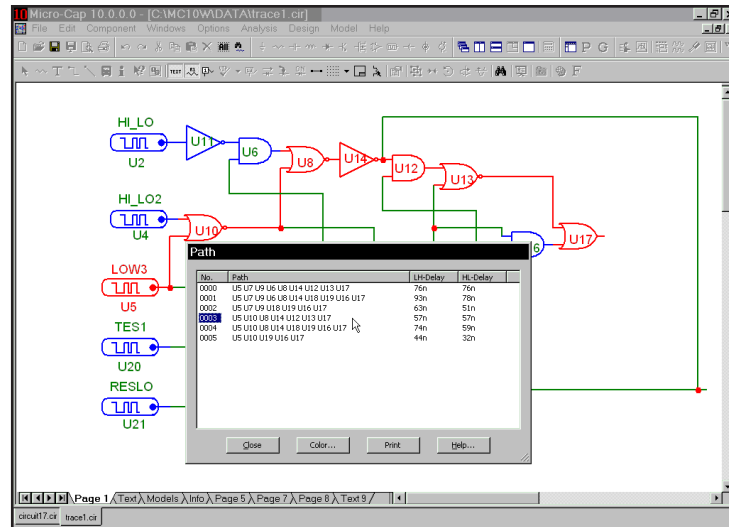 10 Micro-Cap 10.0.0.0 - [C:\MC10W\DATA\trace1.cir]
File Edit Component Windows Options Analysis Design Model Help
P G
T
TEXT
F
HI_LO
U2
U11
U6
U8
U14
U12
U13
HI_LO2
U4
U10
6
U17
LOW3
U5
TES1
U20
RESLO
U21
Path
No. Path LH-Delay HL-Delay
0000 U5 U7 U9 U6 U8 U14 U12 U13 U17 76n 76n
0001 U5 U7 U9 U6 U8 U14 U18 U19 U16 U17 93n 78n
0002 U5 U7 U9 U18 U19 U16 U17 63n 51n
0003 U5 U10 U8 U14 U12 U13 U17 57n 57n
0004 U5 U10 U8 U14 U18 U19 U16 U17 74n 59n
0005 U5 U10 U19 U16 U17 44n 32n
Close Color... Print Help...
Page 1 Text Models Info Page 5 Page 7 Page 8 Text 9
circuit17.cir trace1.cir